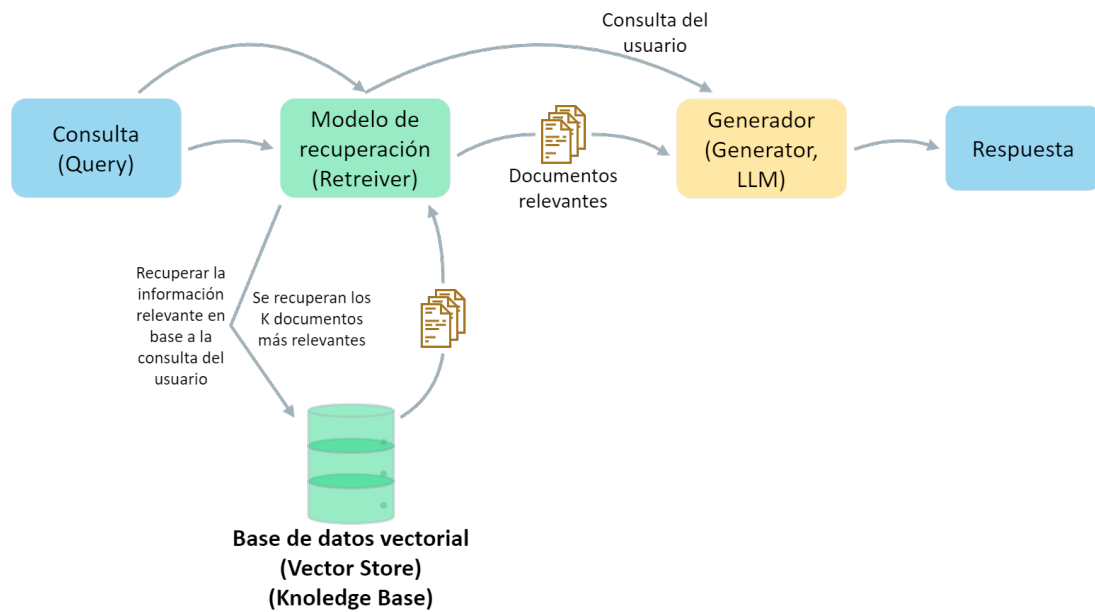 Consulta del
usuario
Consulta
(Query)
Modelo de
recuperación
(Retreiver)
Documentos
relevantes
Generador
(Generator,
LLM)
Respuesta
Recuperar la
información
relevante en
base a la
consulta del
usuario
Se recuperan los
K documentos
más relevantes
Base de datos vectorial
(Vector Store)
(Knoledge Base)